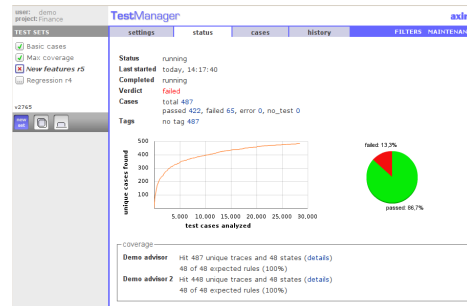 user: demo
project: Finance
TestManager
axle
TEST SETS
settings status cases history FILTERS MAINTENAN
Basic cases
Max coverage
New features r5
Regression r4
v2765
new set
Status running
Last started today, 14:17:40
Completed running
Verdict failed
Cases total 487
passed 422, failed 65, error 0, no_test 0
Tags no tag 487
unique cases found
500
400
300
200
100
5,000 10,000 15,000 20,000 25,000 30,000
test cases analyzed
failed: 13,3%
passed: 86,7%
coverage
Demo advisor Hit 487 unique traces and 48 states (details)
48 of 48 expected rules (100%)
Demo advisor 2 Hit 448 unique traces and 48 states (details)
48 of 48 expected rules (100%)